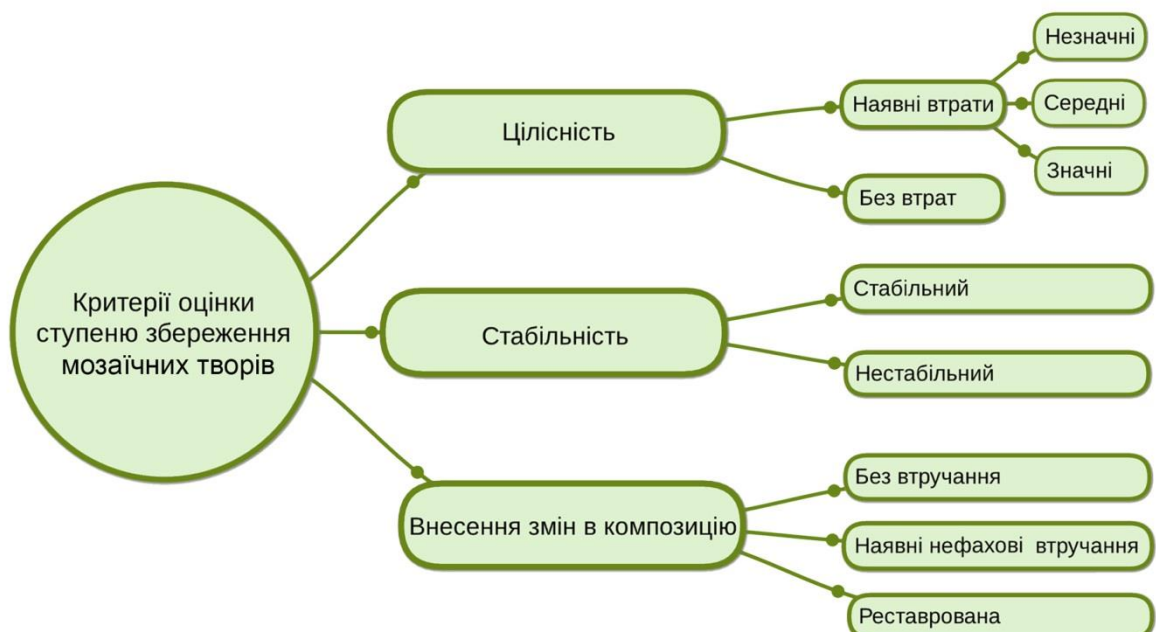 Критерії оцінки
ступеню збереження
мозаїчних творів
Цілісність
Наявні втрати
Незначні
Середні
Значні
Без втрат
Стабільність
Стабільний
Нестабільний
Внесення змін в композицію
Без втручання
Наявні нефахові втручання
Реставрована